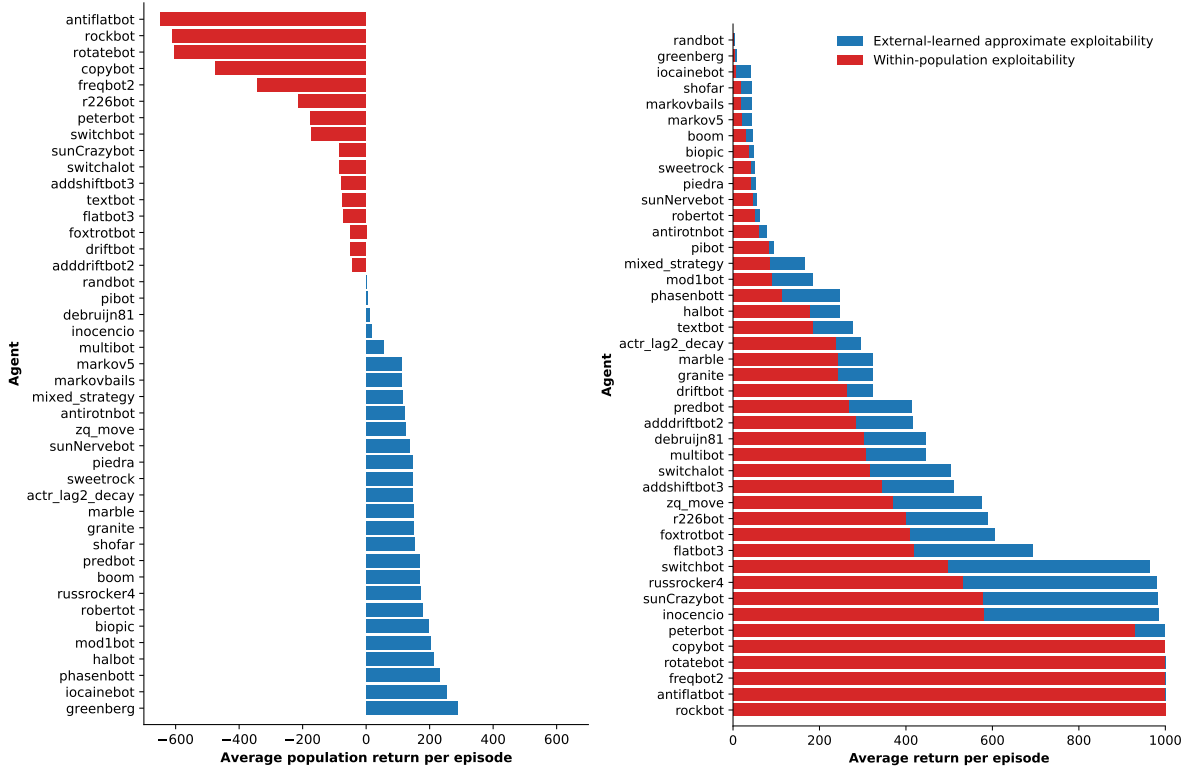 antiflatbot
rockbot
rotatebot
copybot
freqbot2
r226bot
peterbot
switchbot
sunCrazybot
switchalot
addshiftbot3
textbot
flatbot3
foxtrotbot
driftbot
adddriftbot2
randbot
pibot
debruijn81
inocencio
multibot
markov5
markovbails
mixed_strategy
antirotnbot
zq_move
sunNervebot
piedra
sweetrock
actr_lag2_decay
marble
granite
shofar
predbot
boom
russrocker4
robertot
biopic
mod1bot
halbot
phasenbott
iocainebot
greenberg
Agent
−600 −400 −200 0 200 400 600
Average population return per episode
External-learned approximate exploitability
Within-population exploitability
randbot
greenberg
iocainebot
shofar
markovbails
markov5
boom
biopic
sweetrock
piedra
sunNervebot
robertot
antirotnbot
pibot
mixed_strategy
mod1bot
phasenbott
halbot
textbot
actr_lag2_decay
marble
granite
driftbot
predbot
adddriftbot2
debruijn81
multibot
switchalot
addshiftbot3
zq_move
r226bot
foxtrotbot
flatbot3
switchbot
russrocker4
sunCrazybot
inocencio
peterbot
copybot
rotatebot
freqbot2
antiflatbot
rockbot
Agent
0 200 400 600 800 1000
Average return per episode